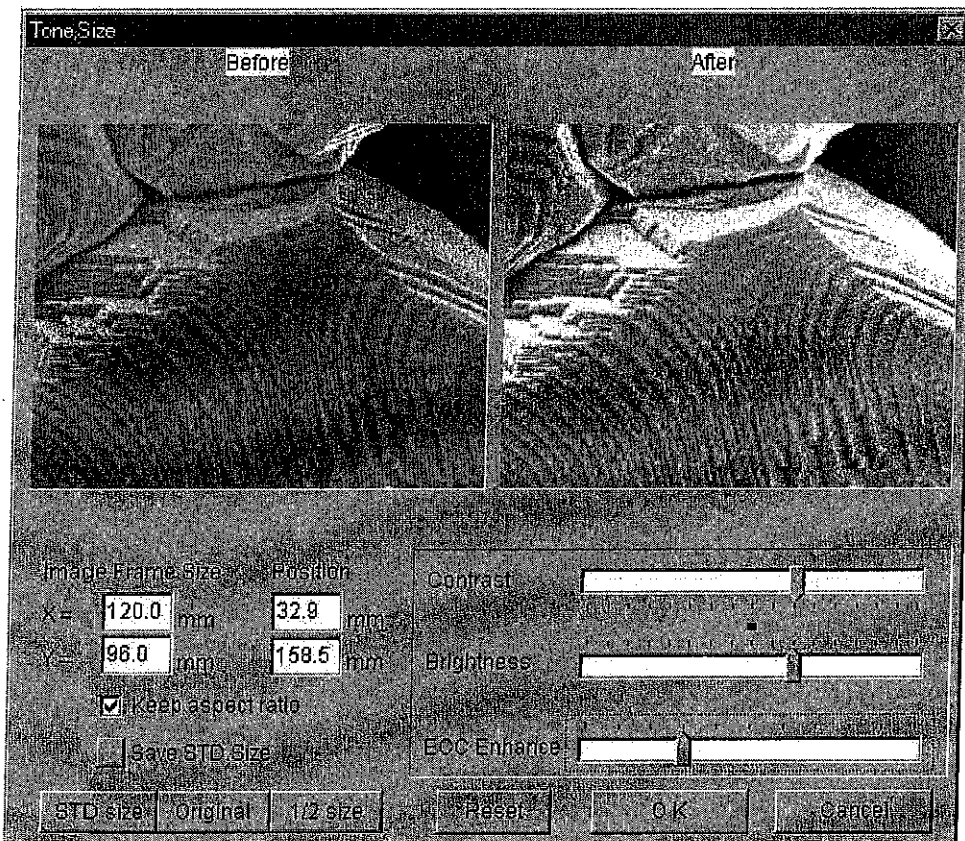 Tone,Size
Before After
Image Frame Size Position
X= 120.0 mm 32.9
Y= 96.0 mm 158.5 mm
Keep aspect ratio
Save STD.Size
STD size Original 1/2 size
Contrast
Brightness
ECC Enhance
Reset OK Cancel